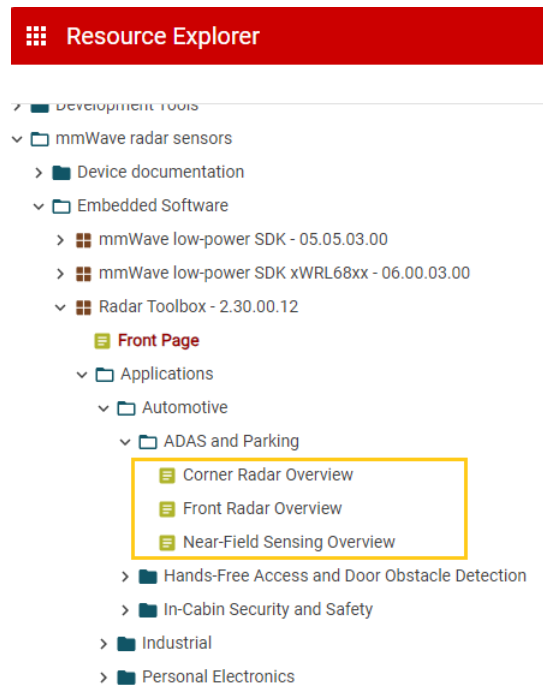 Resource Explorer
Development Tools
mmWave radar sensors
Device documentation
Embedded Software
mmWave low-power SDK - 05.05.03.00
mmWave low-power SDK xWRL68xx - 06.00.03.00
Radar Toolbox - 2.30.00.12
Front Page
Applications
Automotive
ADAS and Parking
Corner Radar Overview
Front Radar Overview
Near-Field Sensing Overview
Hands-Free Access and Door Obstacle Detection
In-Cabin Security and Safety
Industrial
Personal Electronics